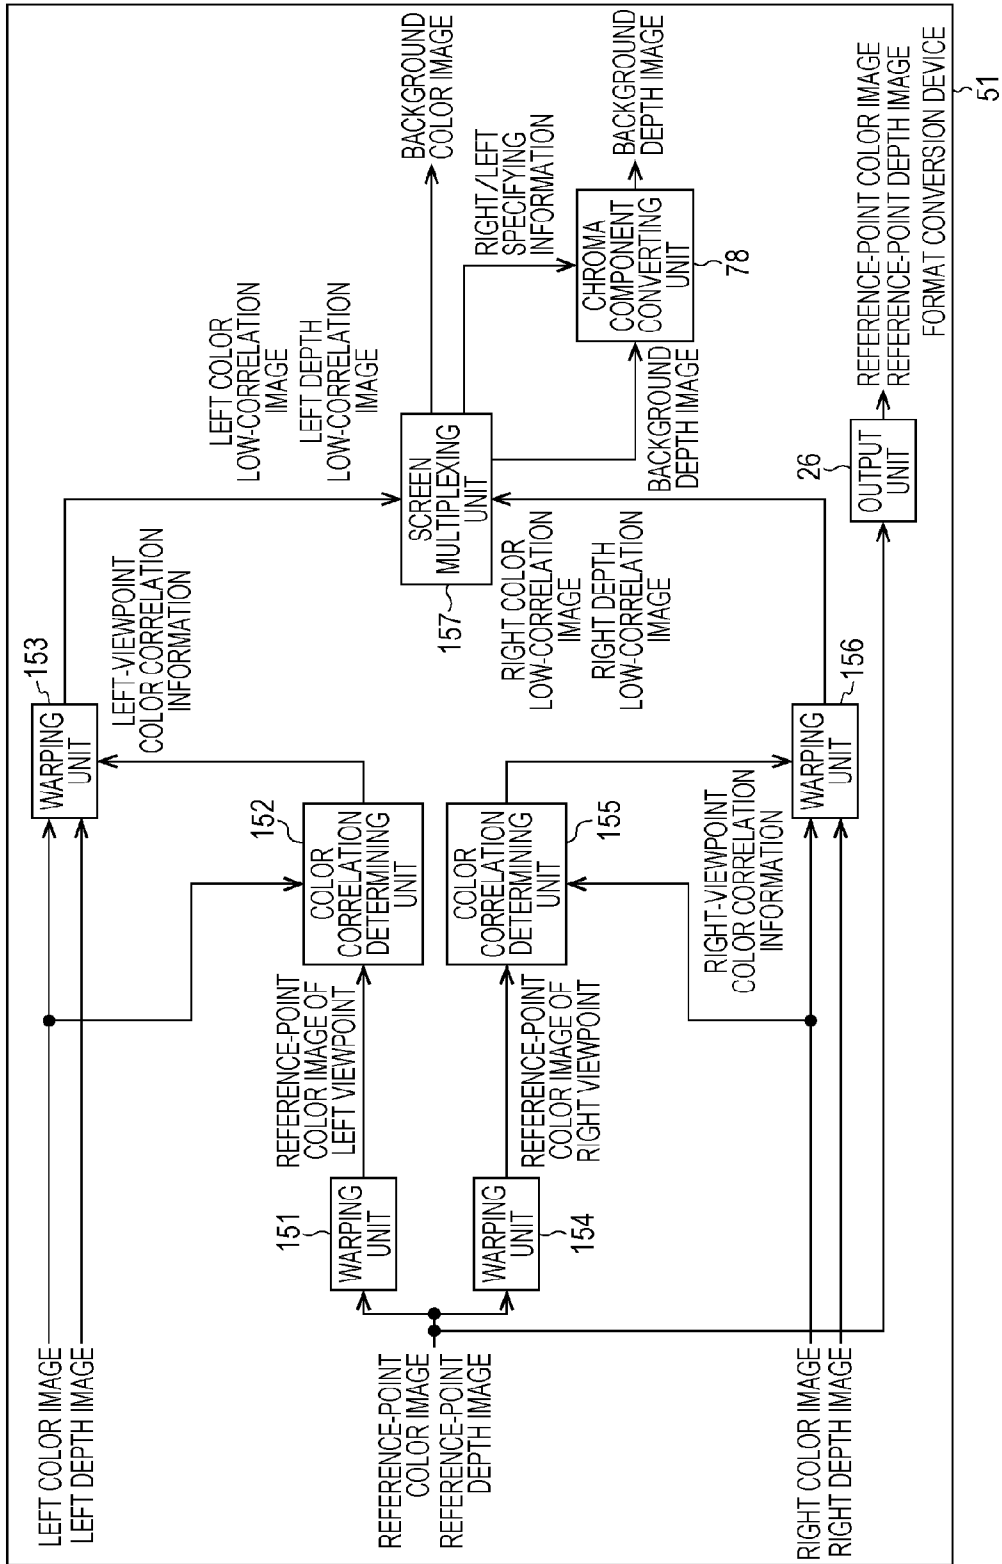 LEFT COLOR IMAGE
LEFT DEPTH IMAGE
REFERENCE-POINT
COLOR IMAGE
REFERENCE-POINT
DEPTH IMAGE
RIGHT COLOR IMAGE
RIGHT DEPTH IMAGE
151
WARPING
UNIT
WARPING
UNIT
154
REFERENCE-POINT
COLOR IMAGE OF
LEFT VIEWPOINT
REFERENCE-POINT
COLOR IMAGE OF
RIGHT VIEWPOINT
152
COLOR
CORRELATION
DETERMINING
UNIT
COLOR
CORRELATION
DETERMINING
UNIT
155
153
WARPING
UNIT
LEFT-VIEWPOINT
COLOR CORRELATION
INFORMATION
RIGHT-VIEWPOINT
COLOR CORRELATION
INFORMATION
WARPING
UNIT
156
LEFT COLOR
LOW-CORRELATION
IMAGE
LEFT DEPTH
LOW-CORRELATION
IMAGE
SCREEN
MULTIPLEXING
UNIT
157
RIGHT COLOR
LOW-CORRELATION
IMAGE
RIGHT DEPTH
LOW-CORRELATION
IMAGE
BACKGROUND
COLOR IMAGE
RIGHT/LEFT
SPECIFYING
INFORMATION
CHROMA
COMPONENT
CONVERTING
UNIT
78
BACKGROUND
DEPTH IMAGE
BACKGROUND
DEPTH IMAGE
26
OUTPUT
UNIT
REFERENCE-POINT COLOR IMAGE
REFERENCE-POINT DEPTH IMAGE
FORMAT CONVERSION DEVICE
51